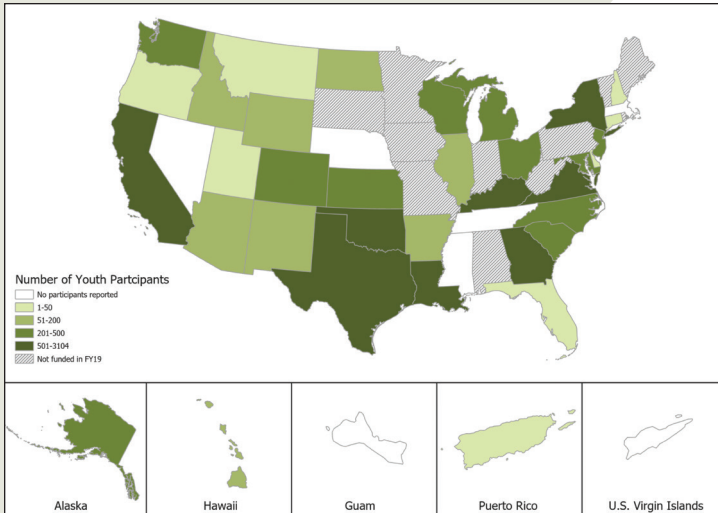 Number of Youth Partcipants
No participants reported
1-50
51-200
201-500
501-3104
Not funded in FY19
Alaska
Hawaii
Guam
Puerto Rico
U.S. Virgin Islands